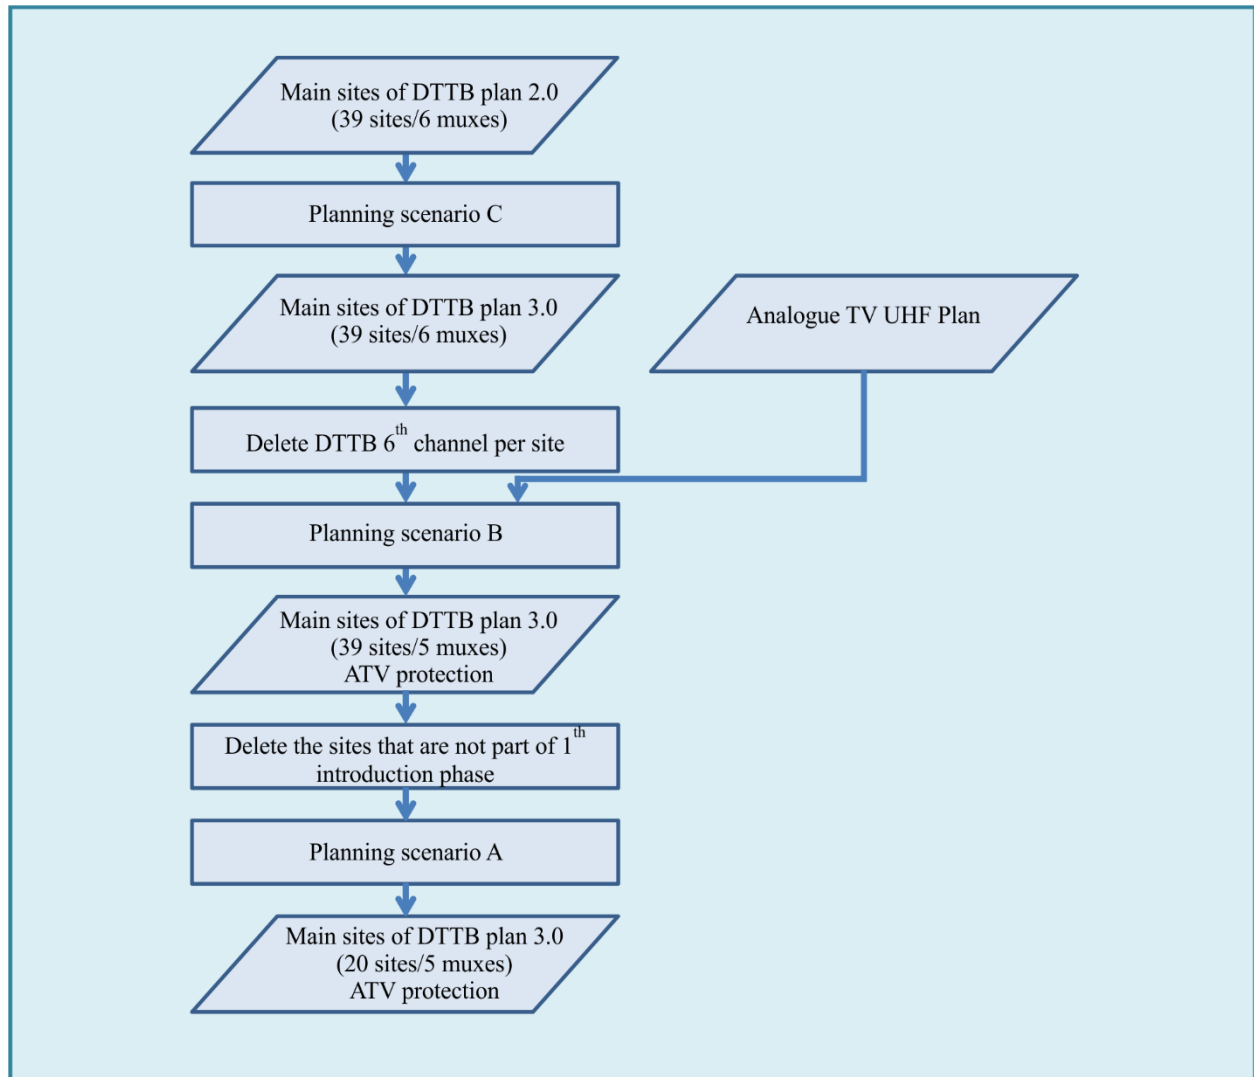 Main sites of DTTB plan 2.0
(39 sites/6 muxes)
Planning scenario C
Main sites of DTTB plan 3.0
(39 sites/6 muxes)
Analogue TV UHF Plan
Delete DTTB 6th channel per site
Planning scenario B
Main sites of DTTB plan 3.0
(39 sites/5 muxes)
ATV protection
Delete the sites that are not part of 1th
introduction phase
Planning scenario A
Main sites of DTTB plan 3.0
(20 sites/5 muxes)
ATV protection